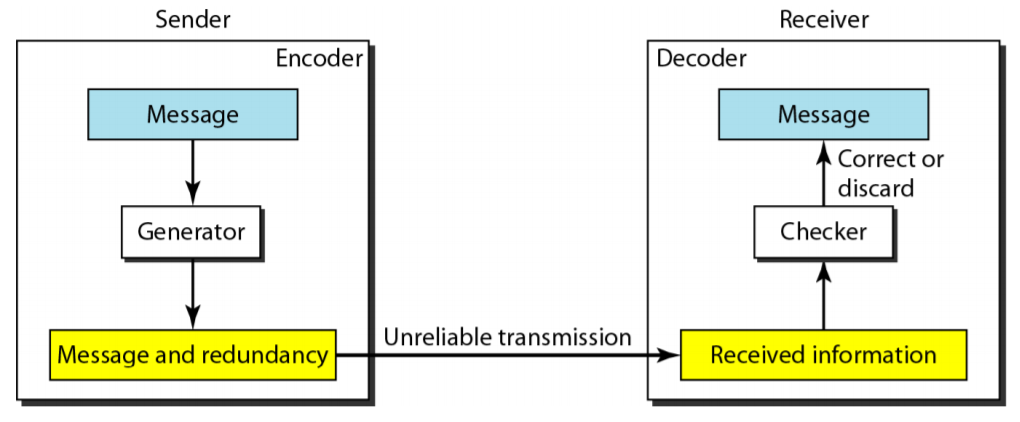 Sender
Encoder
Message
Generator
Message and redundancy
Unreliable transmission
Receiver
Decoder
Message
Correct or
discard
Checker
Received information